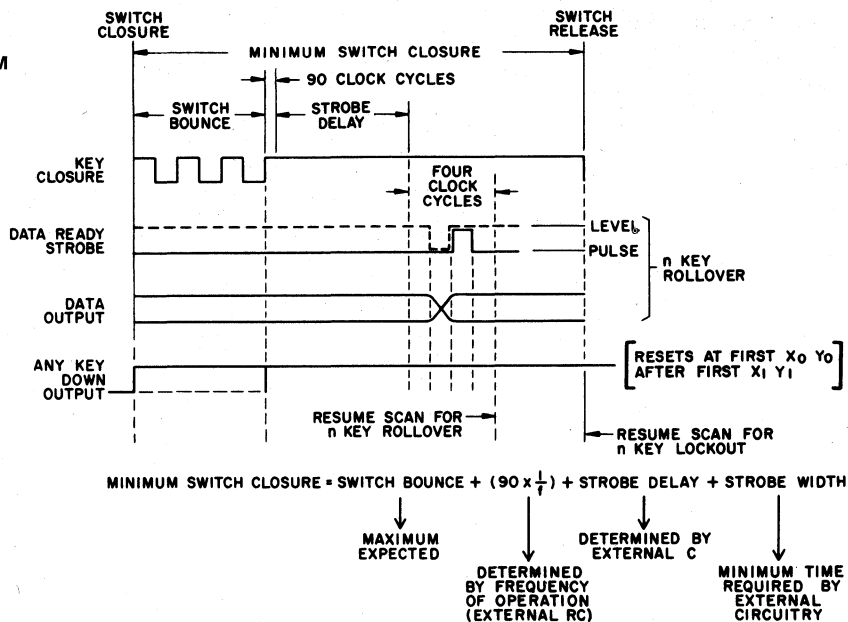 SWITCH
CLOSURE
SWITCH
RELEASE
M
MINIMUM SWITCH CLOSURE
90 CLOCK CYCLES
SWITCH
BOUNCE
STROBE
DELAY
KEY
CLOSURE
FOUR
CLOCK
CYCLES
DATA READY
STROBE
LEVEL
PULSE
n KEY
ROLLOVER
DATA
OUTPUT
ANY KEY
DOWN
OUTPUT
[RESETS AT FIRST X0 Y0
AFTER FIRST X1 Y1]
RESUME SCAN FOR
n KEY ROLLOVER
RESUME SCAN FOR
n KEY LOCKOUT
MINIMUM SWITCH CLOSURE = SWITCH BOUNCE + (90 x 1/f) + STROBE DELAY + STROBE WIDTH
MAXIMUM
EXPECTED
DETERMINED
BY FREQUENCY
OF OPERATION
(EXTERNAL RC)
DETERMINED BY
EXTERNAL C
MINIMUM TIME
REQUIRED BY
EXTERNAL
CIRCUITRY